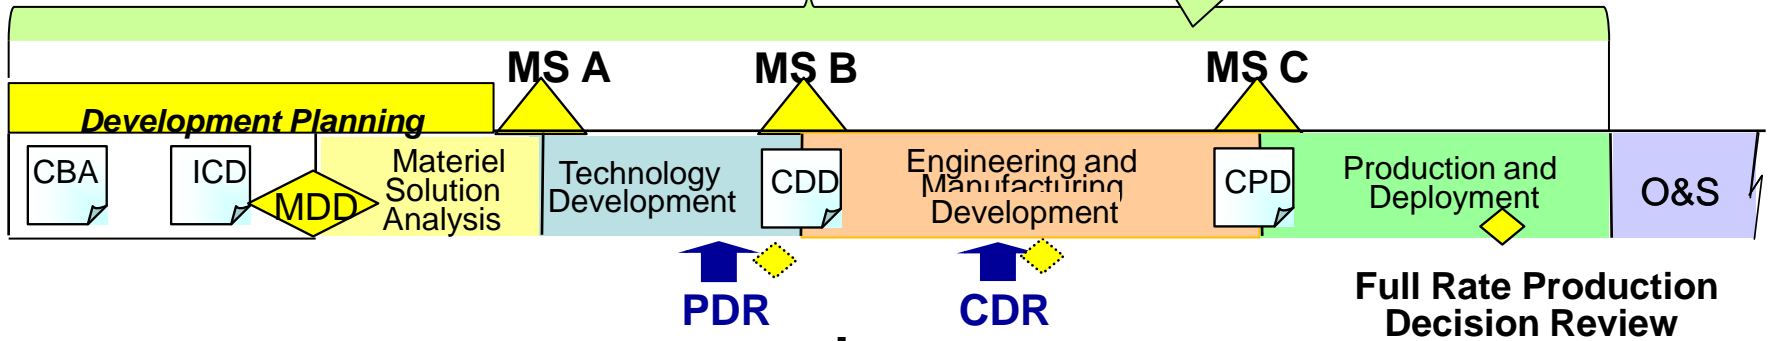 MS A
MS B
MS C
Development Planning
CBA
ICD
MDD
Materiel
Solution
Analysis
Technology
Development
CDD
Engineering and
Manufacturing
Development
CPD
Production and
Deployment
O&S
PDR
CDR
Full Rate Production
Decision Review